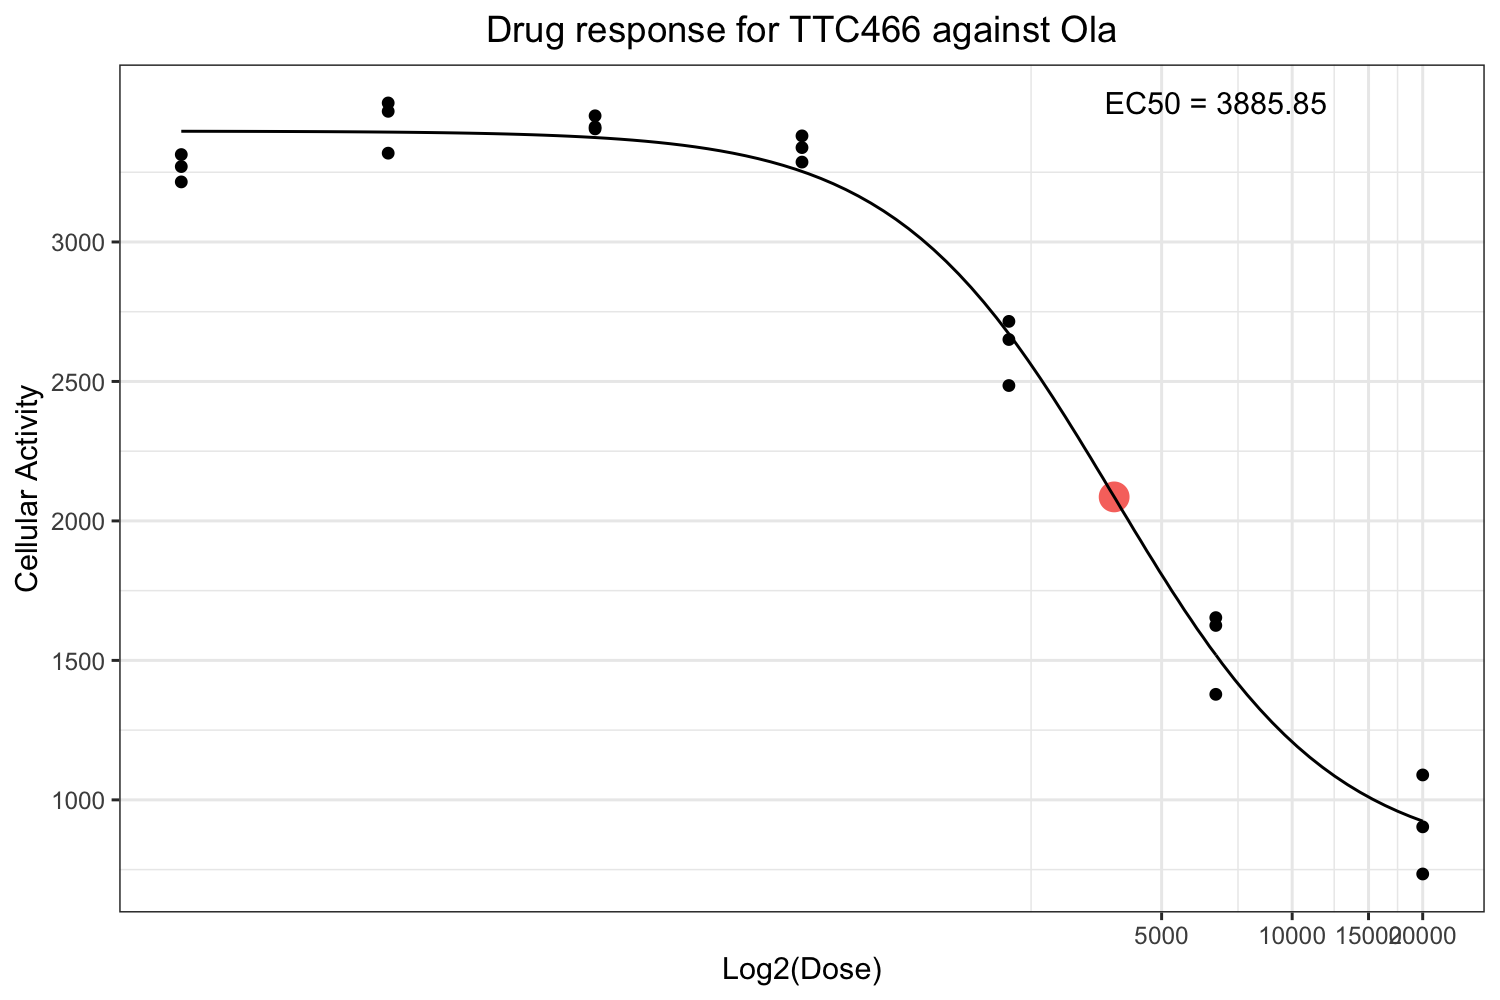 Drug response for TTC466 against Ola
EC50 = 3885.85
Cellular Activity
3000
2500
2000
1500
1000
5000 10000 15000 20000
Log2(Dose)